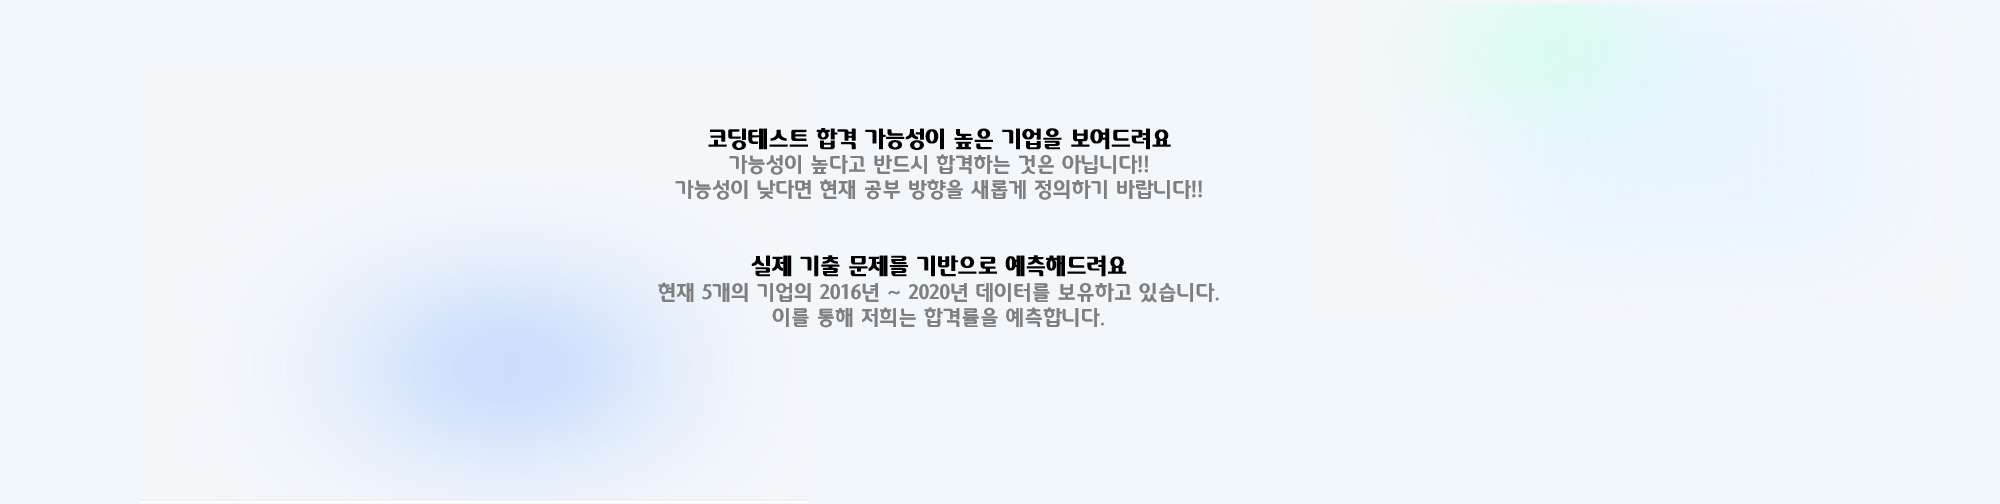 코딩테스트 합격 가능성이 높은 기업을 보여드려요
가능성이 높다고 반드시 합격하는 것은 아닙니다!!
가능성이 낮다면 현재 공부 방향을 새롭게 정의하기 바랍니다!!
실제 기출 문제를 기반으로 예측해드려요
현재 5개의 기업의 2016년 ~ 2020년 데이터를 보유하고 있습니다.
이를 통해 저희는 합격률을 예측합니다.